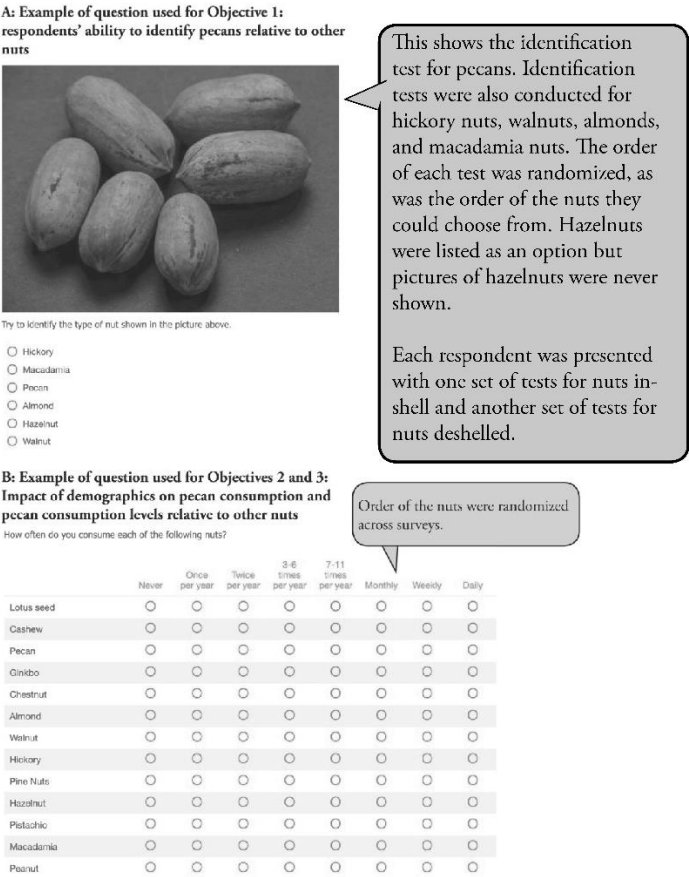 A: Example of question used for Objective 1:
respondents' ability to identify pecans relative to other
nuts
This shows the identification
test for pecans. Identification
tests were also conducted for
hickory nuts, walnuts, almonds,
and macadamia nuts. The order
of each test was randomized, as
was the order of the nuts they
could choose from. Hazelnuts
were listed as an option but
pictures of hazelnuts were never
shown.
Each respondent was presented
with one set of tests for nuts in-
shell and another set of tests for
nuts deshelled.
Try to identify the type of nut shown in the picture above.
Hickory
Macadamia
Pecan
Almond
Hazelnut
Walnut
B: Example of question used for Objectives 2 and 3:
Impact of demographics on pecan consumption and
pecan consumption levels relative to other nuts
Order of the nuts were randomized
across surveys.
How often do you consume each of the following nuts?
Never Once per year Twice per year 3-6 times per year 7-11 times per year Monthly Weekly Daily
Lotus seed
Cashew
Pecan
Ginkbo
Chestnut
Almond
Walnut
Hickory
Pine Nuts
Hazelnut
Pistachio
Macadamia
Peanut